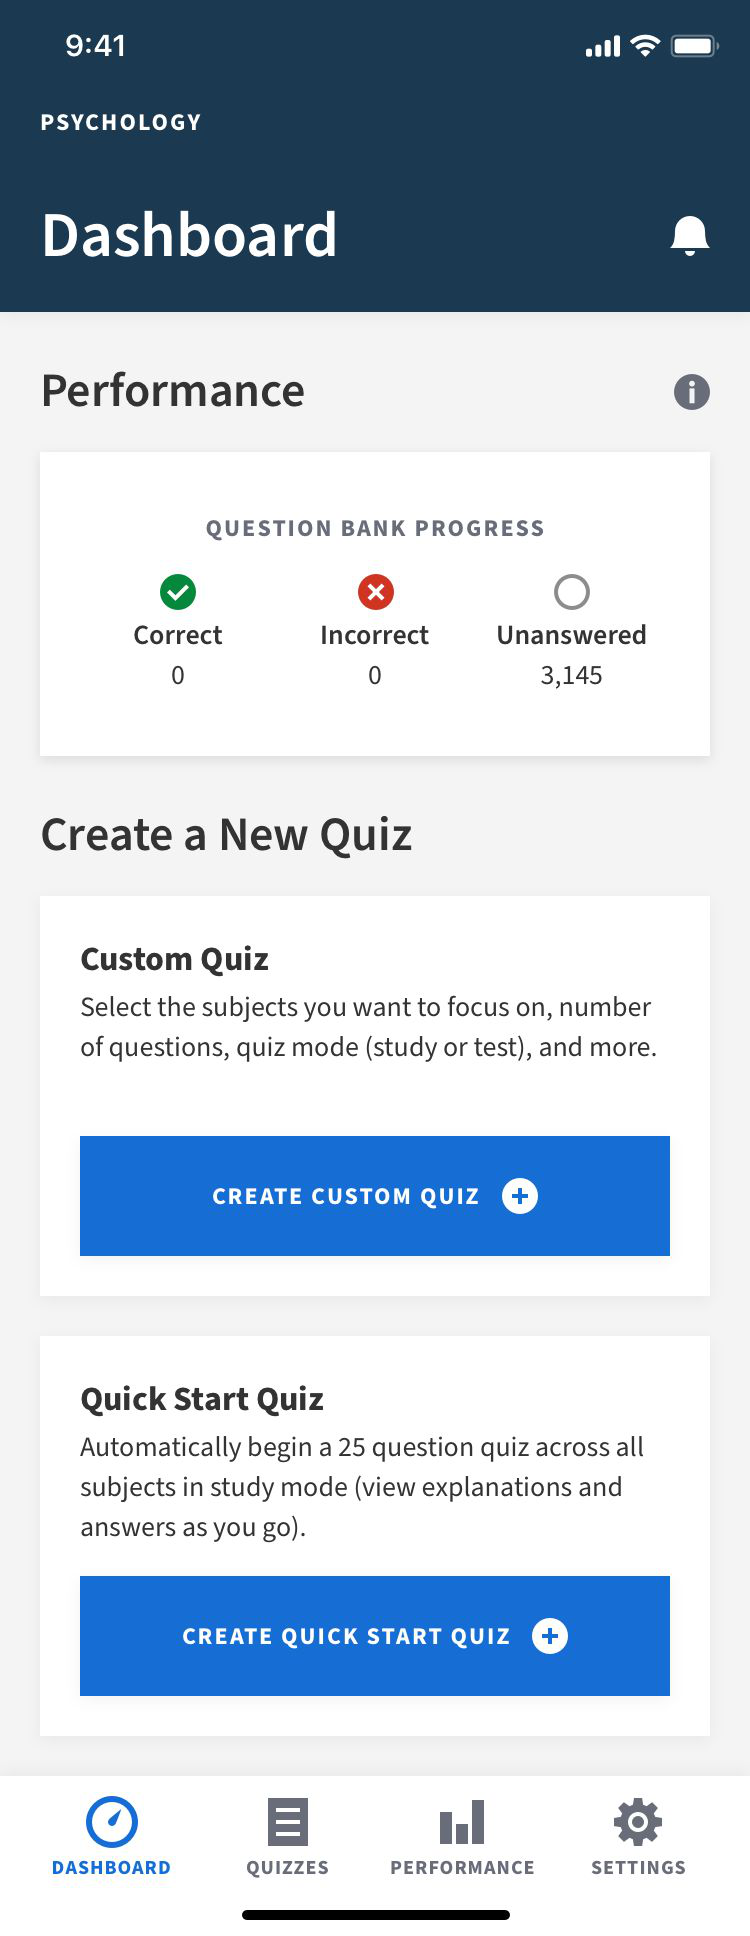 9:41
PSYCHOLOGY
Dashboard
Performance
QUESTION BANK PROGRESS
Correct Incorrect Unanswered
0 0 3,145
Create a New Quiz
Custom Quiz
Select the subjects you want to focus on, number
of questions, quiz mode (study or test), and more.
CREATE CUSTOM QUIZ
Quick Start Quiz
Automatically begin a 25 question quiz across all
subjects in study mode (view explanations and
answers as you go).
CREATE QUICK START QUIZ
DASHBOARD QUIZZES PERFORMANCE SETTINGS